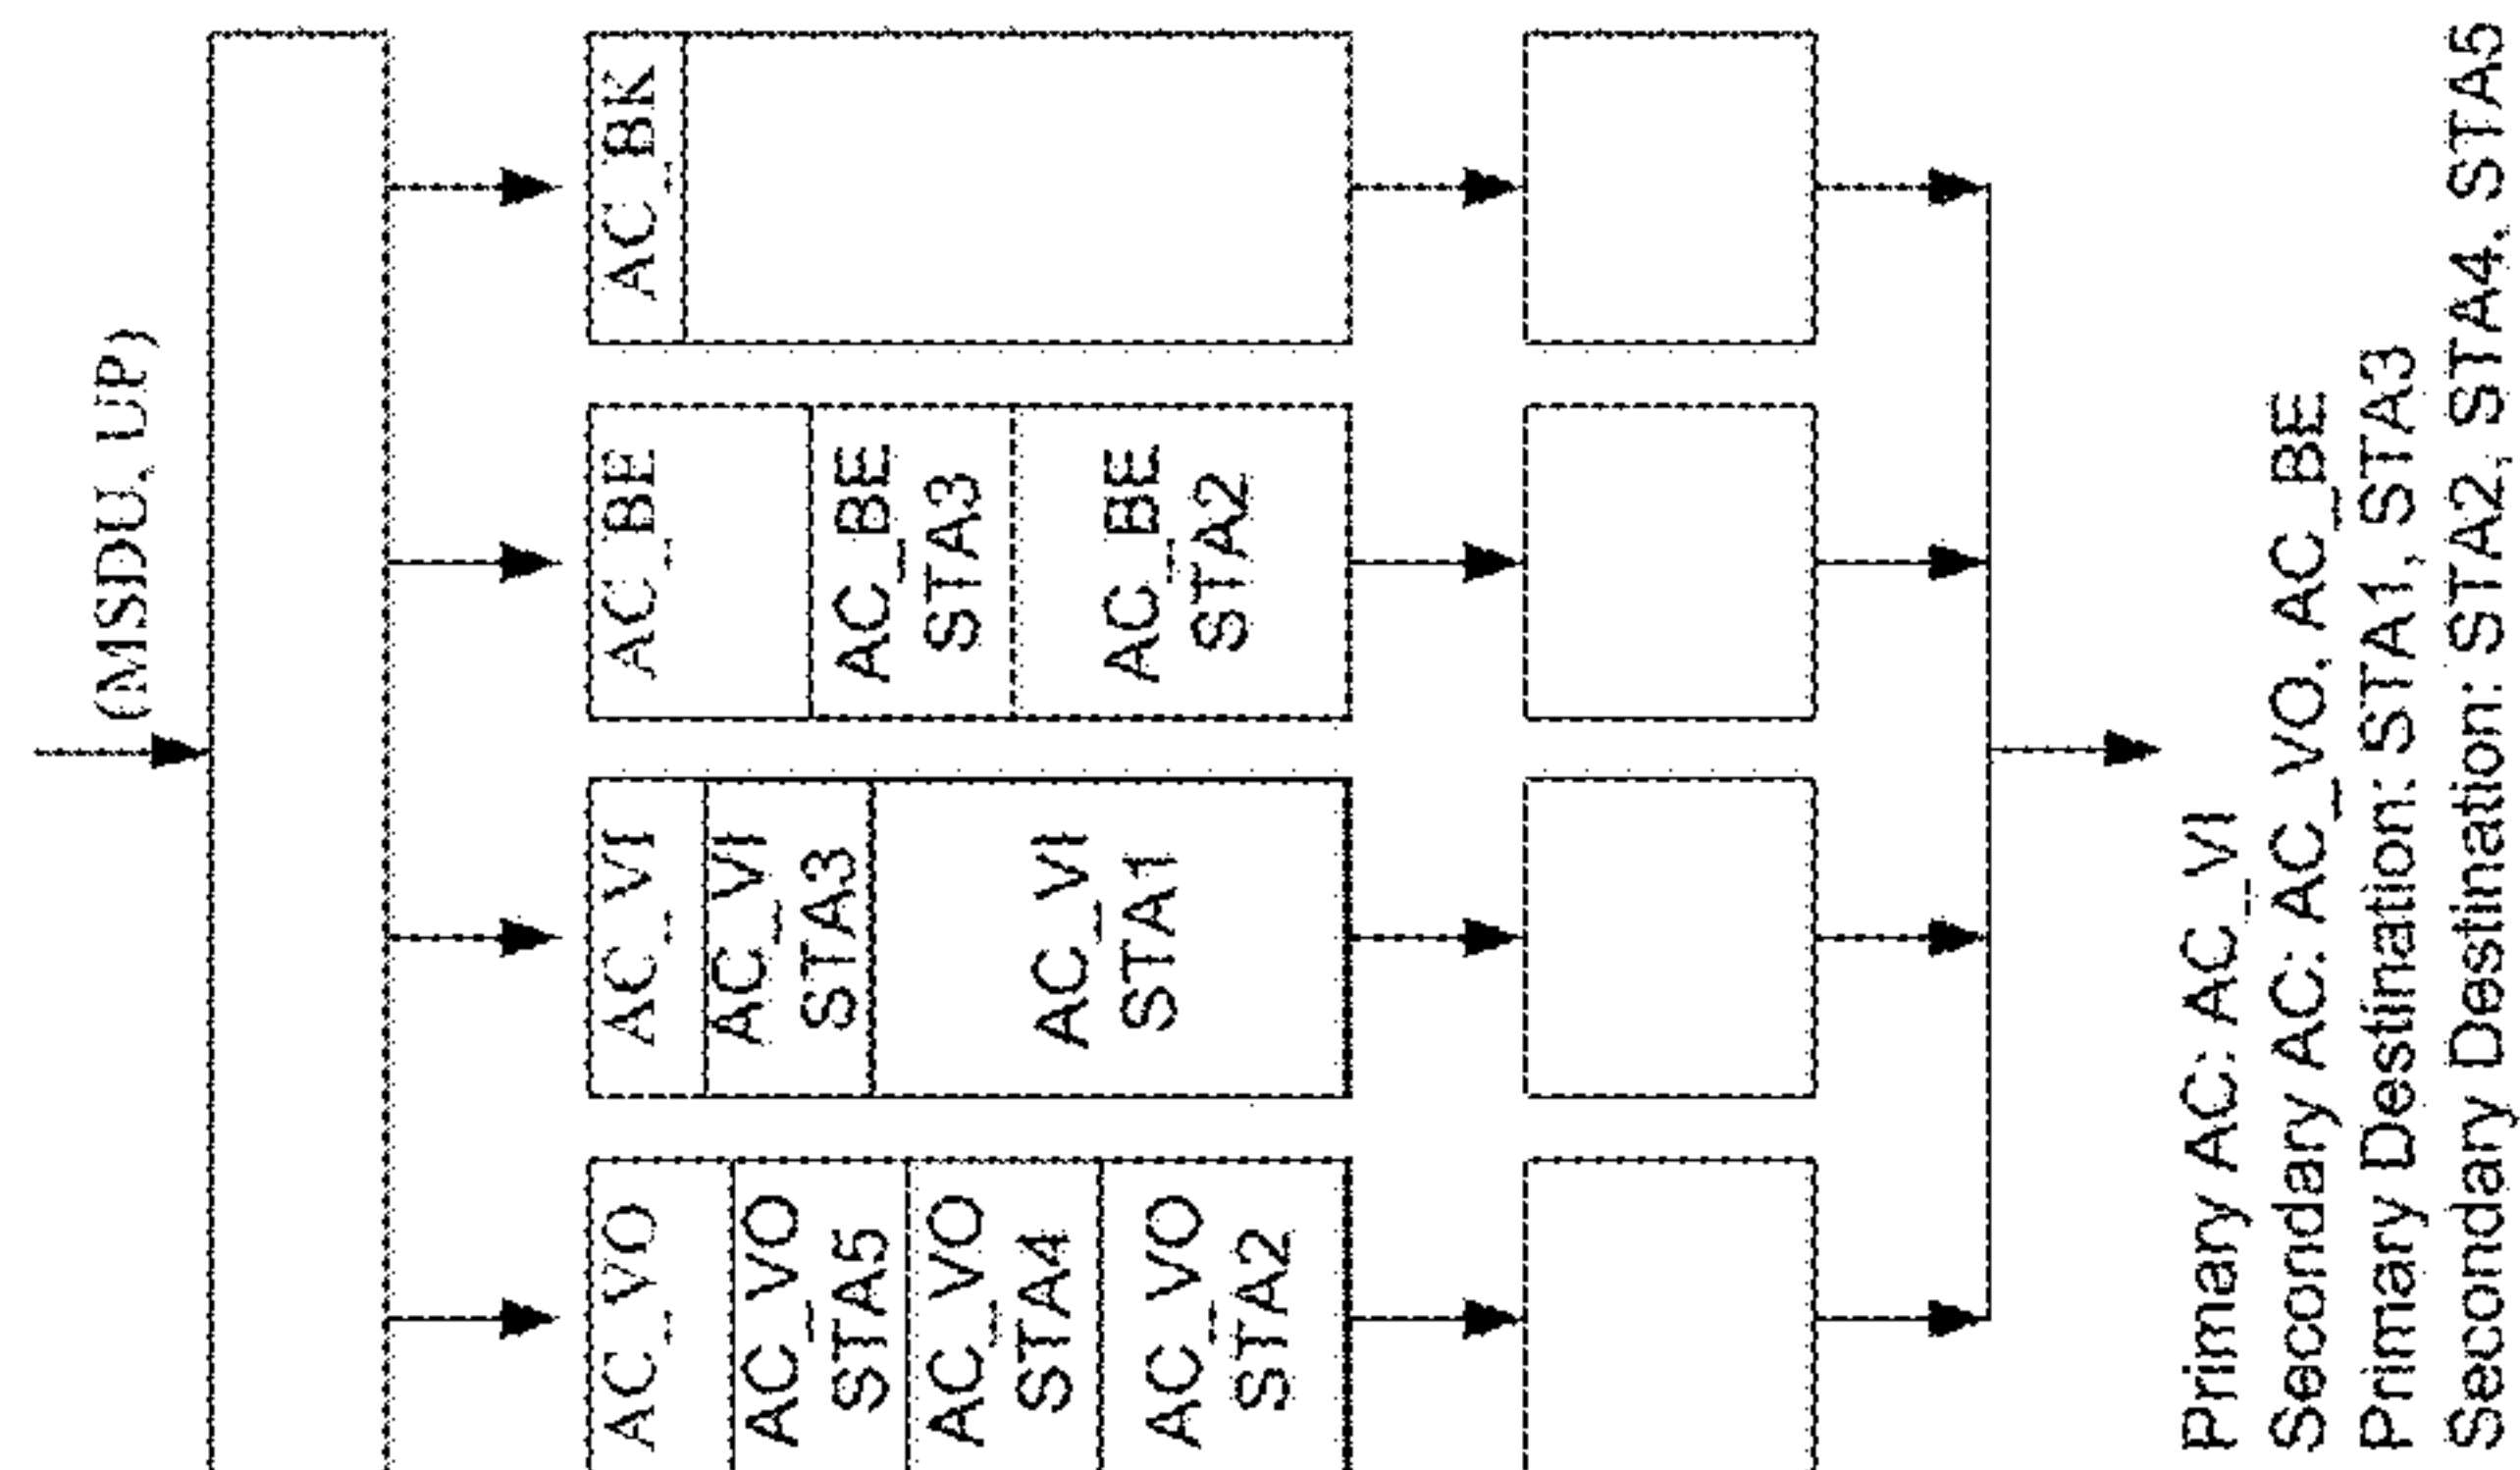 (MSDU, UP)
AC_VO
AC_VO
STA5
AC_VO
STA4
AC_VO
STA2
AC_VI
AC_VI
STA3
AC_VI
STA1
AC_BE
AC_BE
STA3
AC_BE
STA2
AC_BK
Primary AC: AC_VI
Secondary AC: AC_VO, AC_BE
Primary Destination: STA1, STA3
Secondary Destination: STA2, STA4, STA5